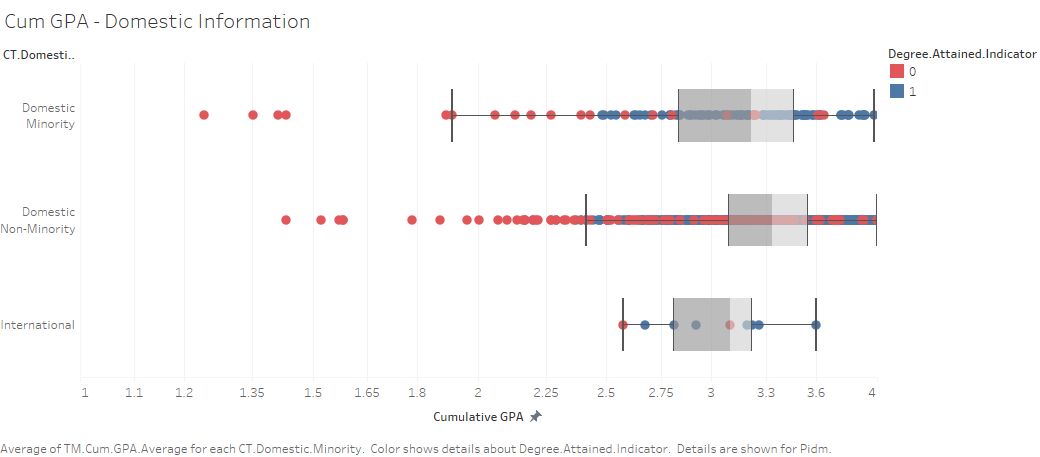 Cum GPA - Domestic Information
CT.Domesti..
Degree.Attained.Indicator
0
1
Domestic
Minority
Domestic
Non-Minority
International
1 1.1 1.2 1.35 1.5 1.65 1.8 2 2.25 2.5 2.75 3 3.3 3.6 4
Cumulative GPA
Average of TM.Cum.GPA.Average for each CT.Domestic.Minority. Color shows details about Degree.Attained.Indicator. Details are shown for Pidm.